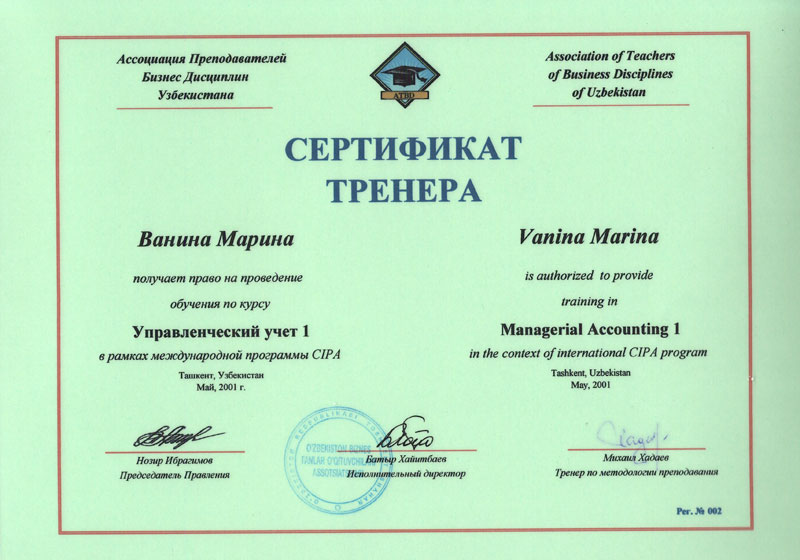 Ассоциация Преподавателей
Бизнес Дисциплин
Узбекистана
ATBD
Association of Teachers
of Business Disciplines
of Uzbekistan
СЕРТИФИКАТ
ТРЕНЕРА
Ванина Марина
получает право на проведение
обучения по курсу
Управленческий учет 1
в рамках международной программы CIPA
Ташкент, Узбекистан
Май, 2001 г.
Vanina Marina
is authorized to provide
training in
Managerial Accounting 1
in the context of international CIPA program
Tashkent, Uzbekistan
May, 2001
Нозир Ибрагимов
Председатель Правления
O'ZBEKISTON BIZNES
FANLAR O'QITUVCHILARI
Батыр Хайитбаев
Исполнительный директор
Михаил Хадаев
Тренер по методологии преподавания
Рег. № 002